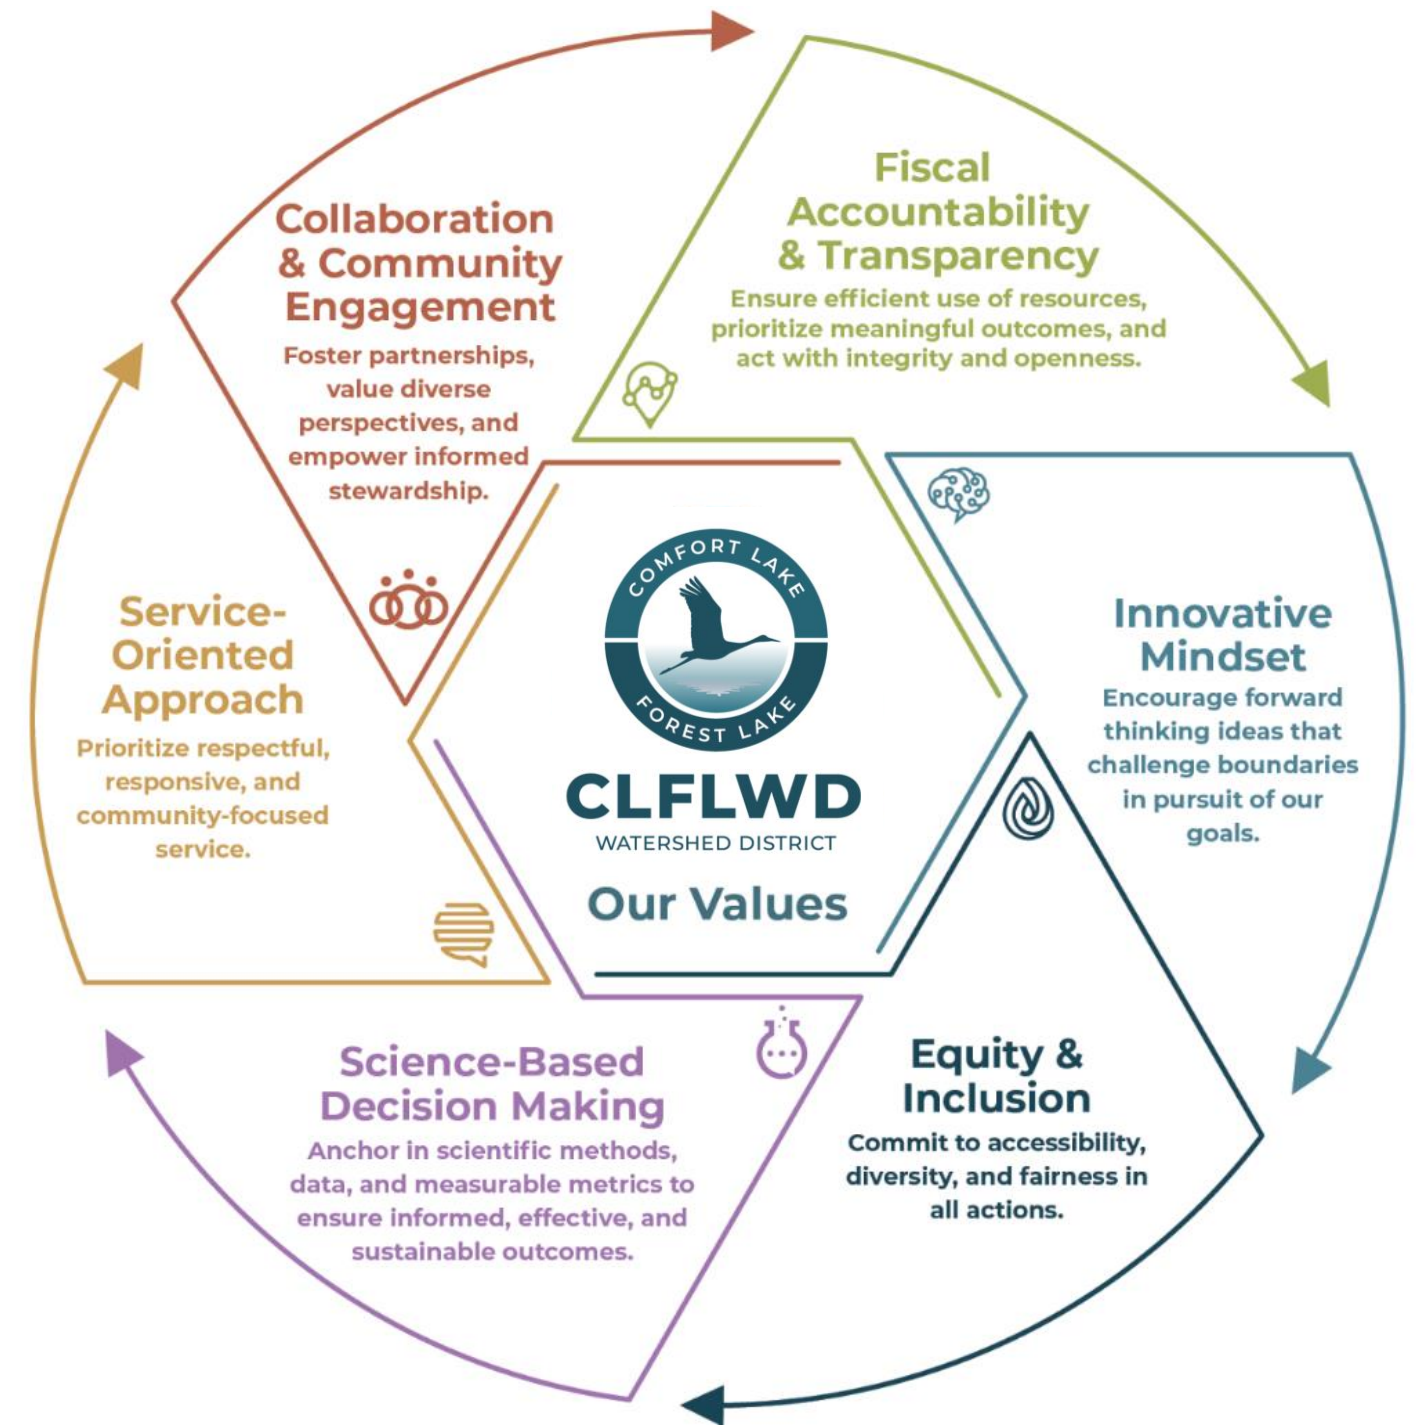 Collaboration
& Community
Engagement
Foster partnerships,
value diverse
perspectives, and
empower informed
stewardship.
Fiscal
Accountability
& Transparency
Ensure efficient use of resources,
prioritize meaningful outcomes, and
act with integrity and openness.
Innovative
Mindset
Encourage forward
thinking ideas that
challenge boundaries
in pursuit of our
goals.
Equity &
Inclusion
Commit to accessibility,
diversity, and fairness in
all actions.
Science-Based
Decision Making
Anchor in scientific methods,
data, and measurable metrics to
ensure informed, effective, and
sustainable outcomes.
Service-
Oriented
Approach
Prioritize respectful,
responsive, and
community-focused
service.
COMFORT LAKE
FOREST LAKE
CLFLWD
WATERSHED DISTRICT
Our Values